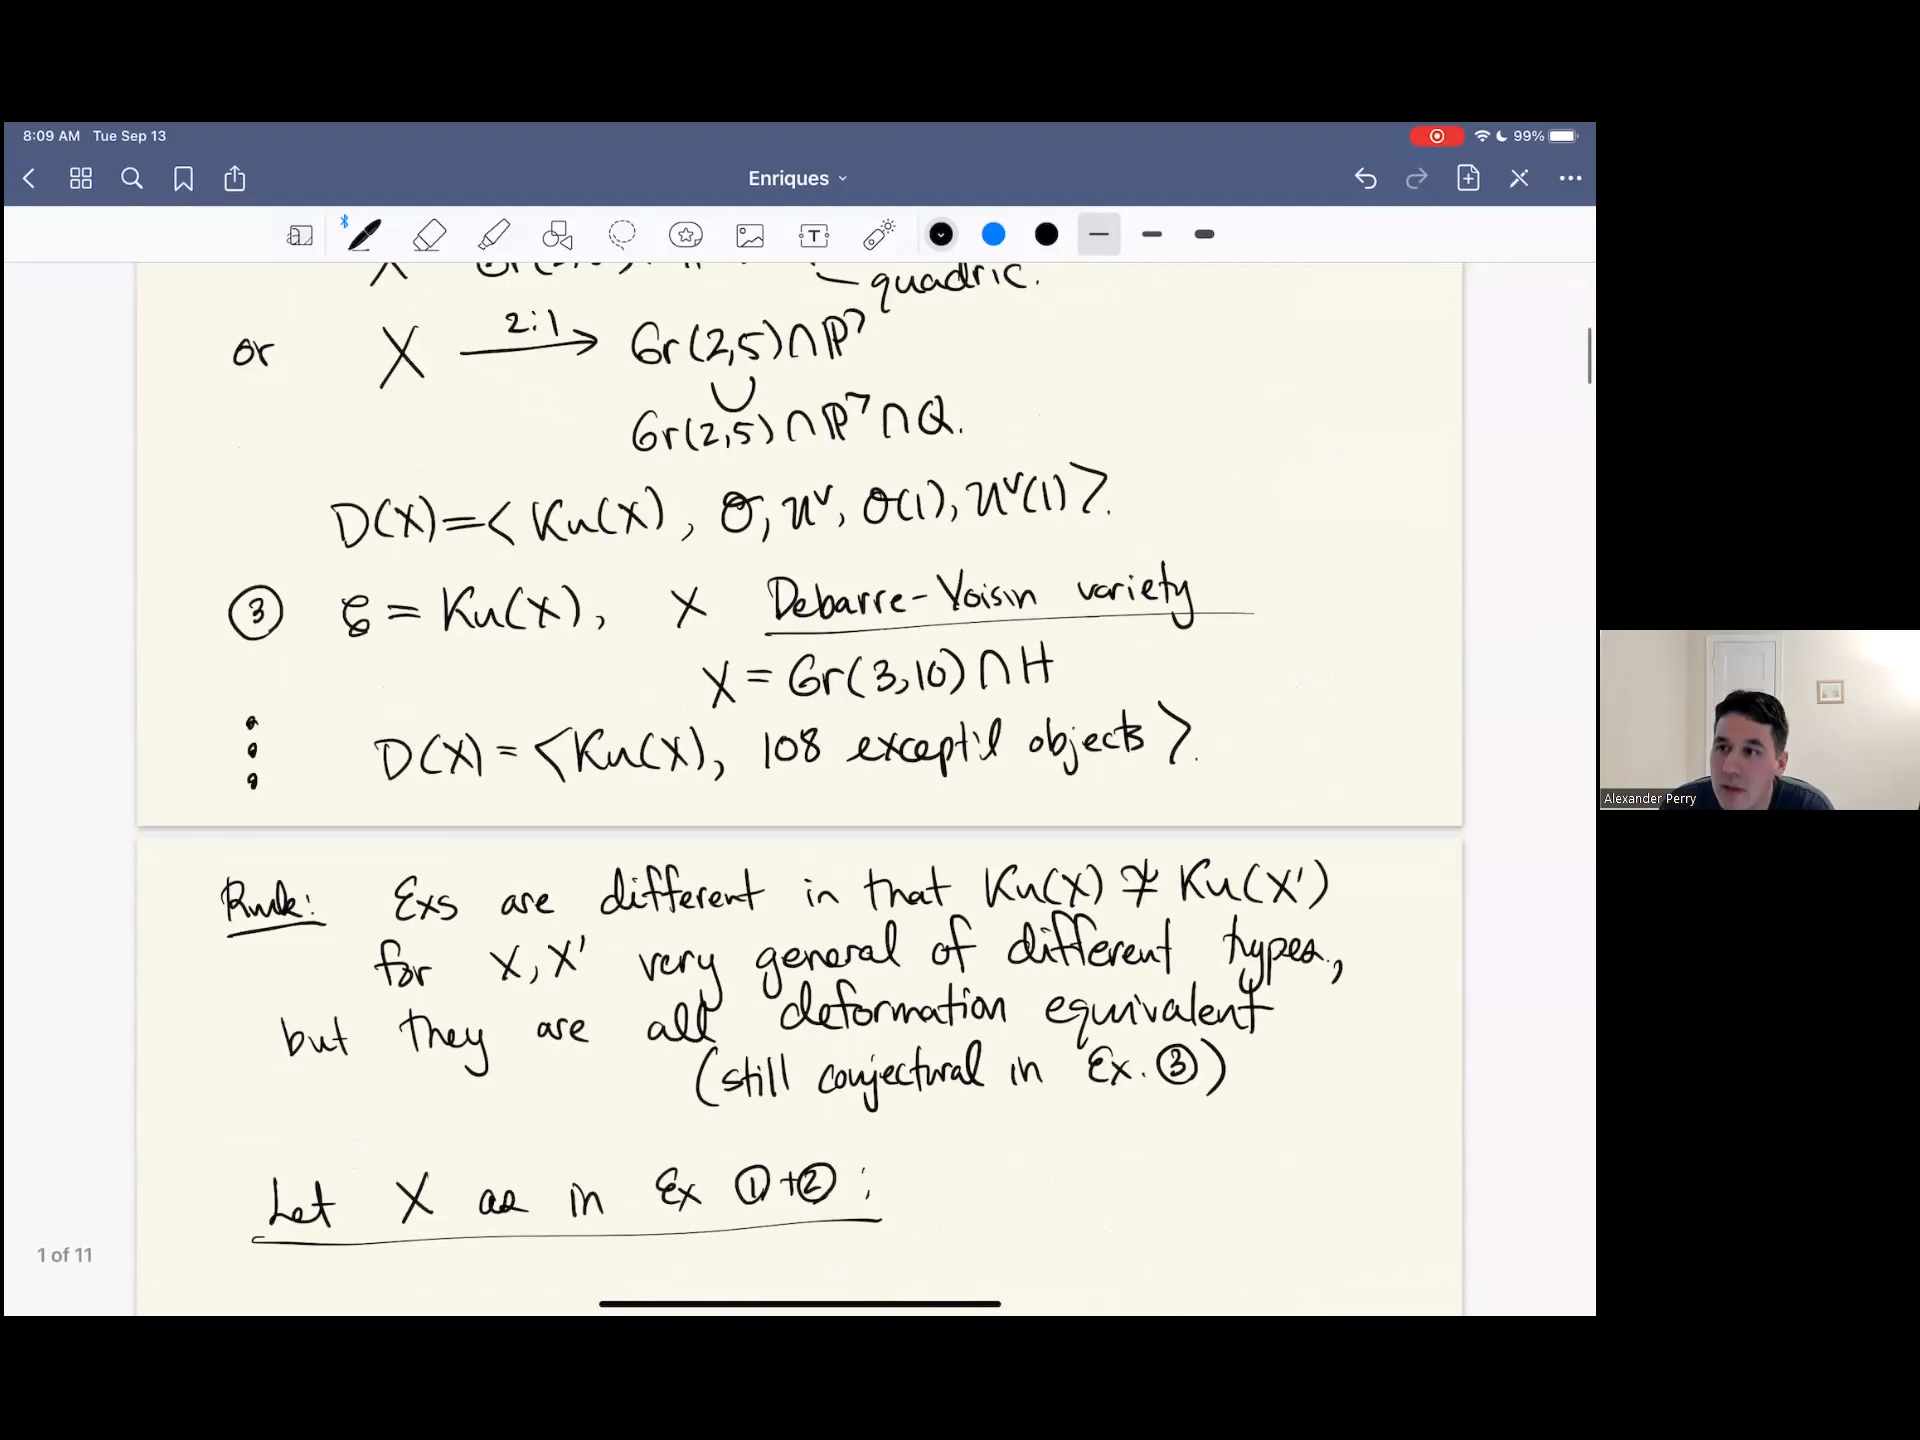 8:09 AM Tue Sep 13
99%
Enriques
T
quadric.
or X 2:1 → Gr(2,5)∩ℙ⁷
∪
Gr(2,5)∩ℙ⁷∩Q.
D(X)=<Ku(X), O, U^∨, O(1), U^∨(1)>.
③ 𝒞 = Ku(X), X Debarre-Voisin variety
X = Gr(3,10)∩H
D(X) = <Ku(X), 108 except'l objects>.
Rmk: Exs are different in that Ku(X) ≄ Ku(X')
for X, X' very general of different types,
but they are all deformation equivalent
(still conjectural in Ex. ③)
Let X as in Ex ①+② :
1 of 11
Alexander Perry